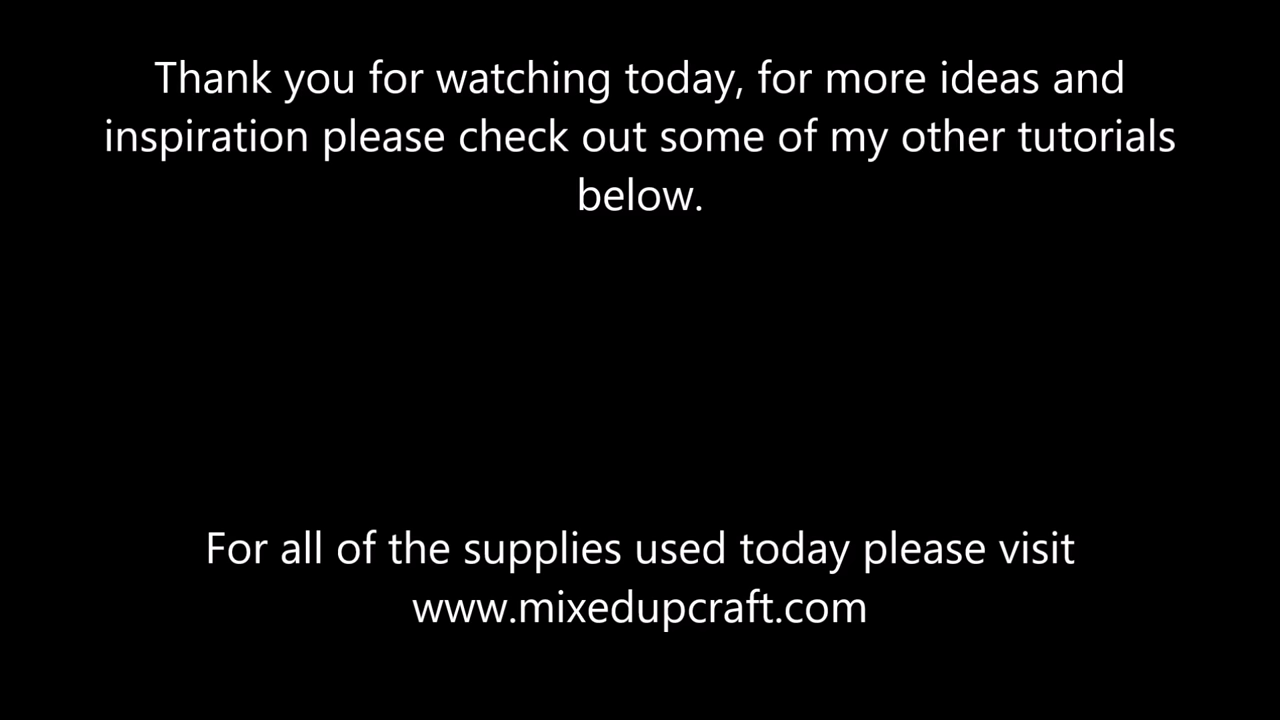 Thank you for watching today, for more ideas and
inspiration please check out some of my other tutorials
below.
For all of the supplies used today please visit
www.mixedupcraft.com